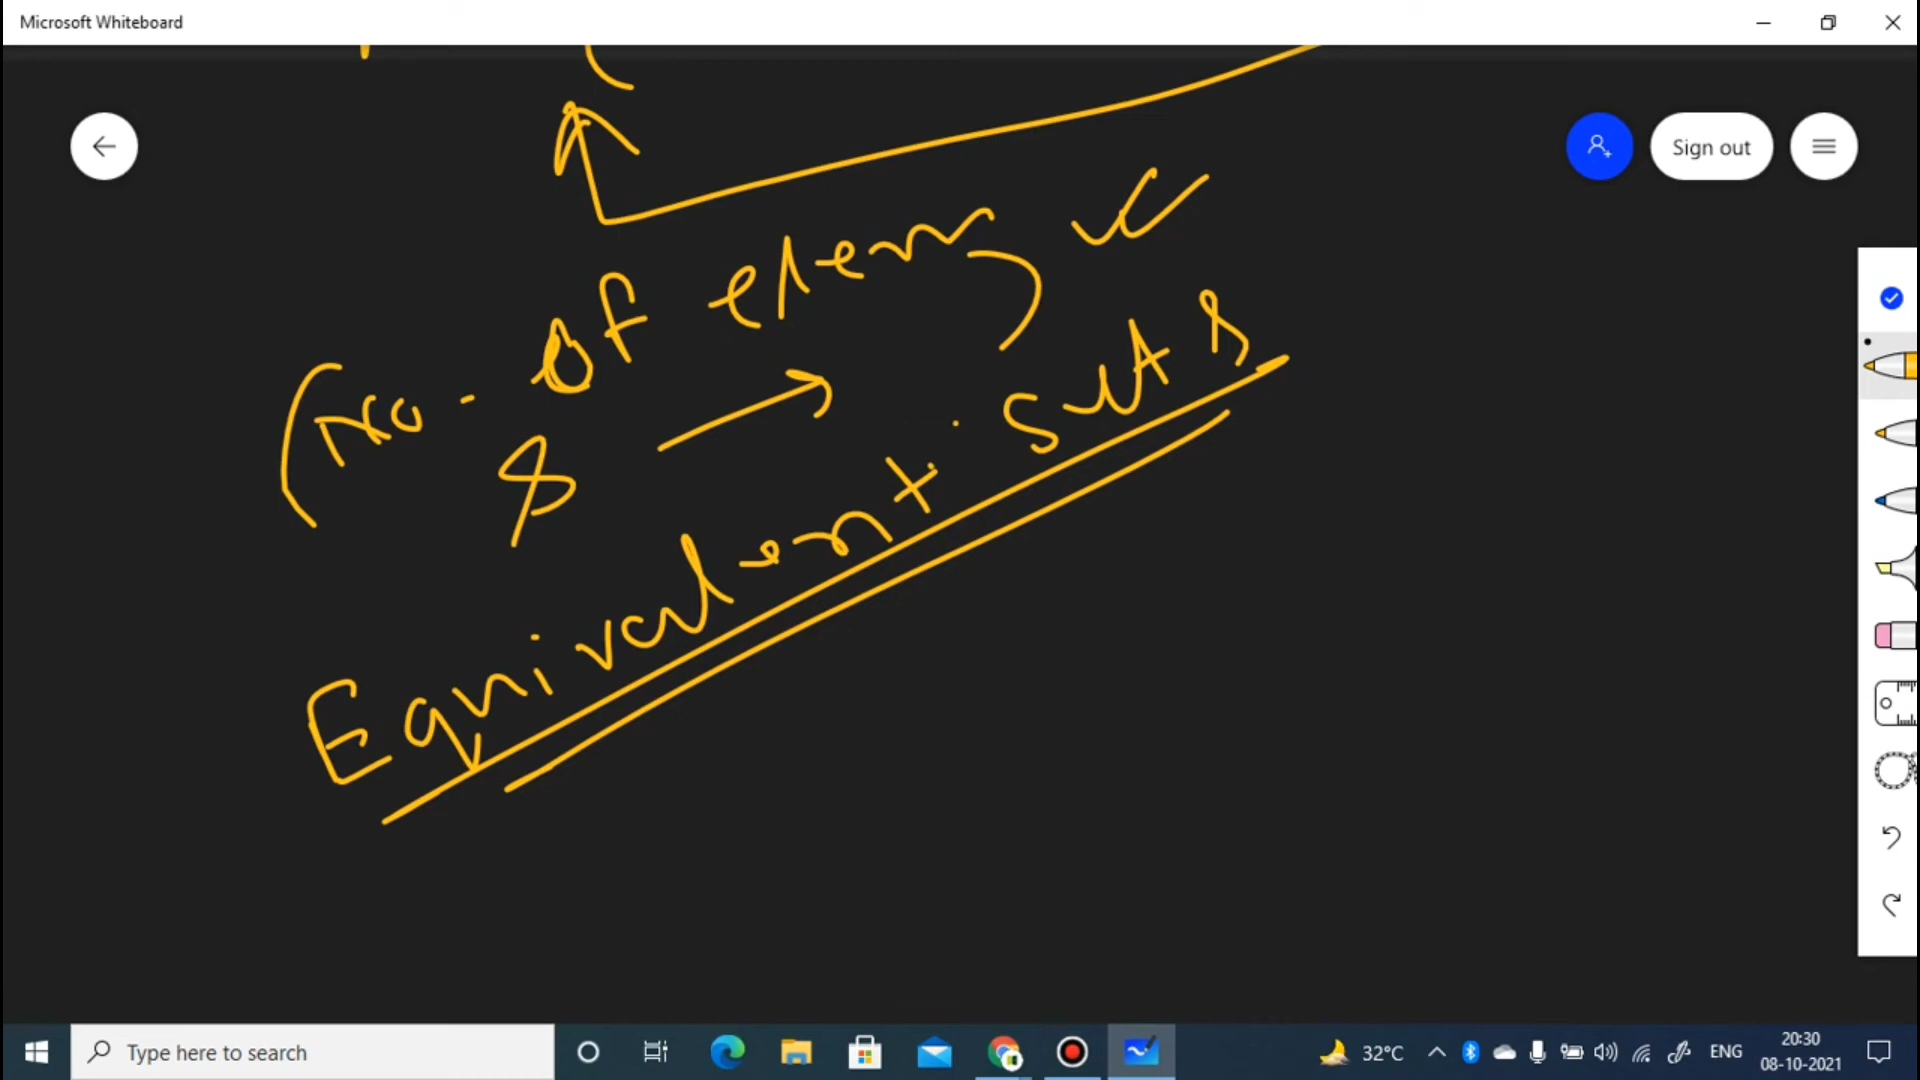 Microsoft Whiteboard
Sign out
(No. of elem)
8 →
Equivalent sets
Type here to search
32°C
ENG
20:30
08-10-2021